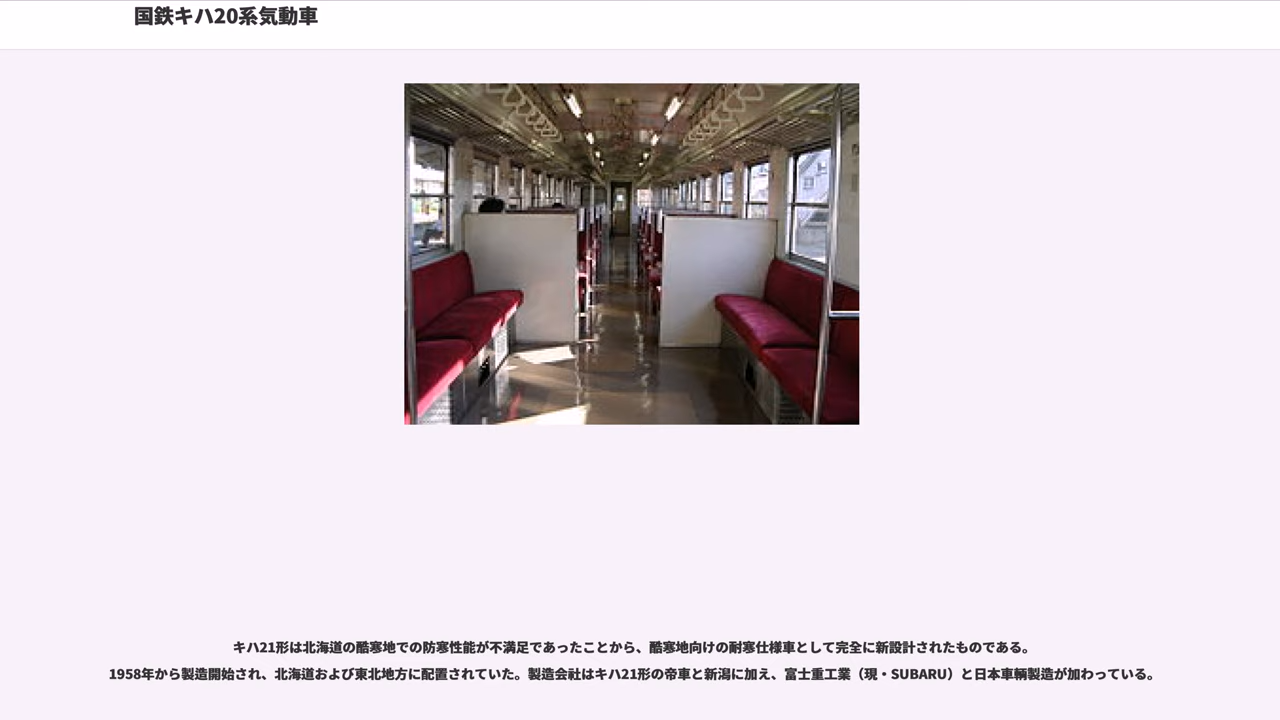 国鉄キハ20系気動車
キハ21形は北海道の酷寒地での防寒性能が不満足であったことから、酷寒地向けの耐寒仕様車として完全に新設計されたものである。
1958年から製造開始され、北海道および東北地方に配置されていた。製造会社はキハ21形の帝車と新潟に加え、富士重工業（現・SUBARU）と日本車輌製造が加わっている。